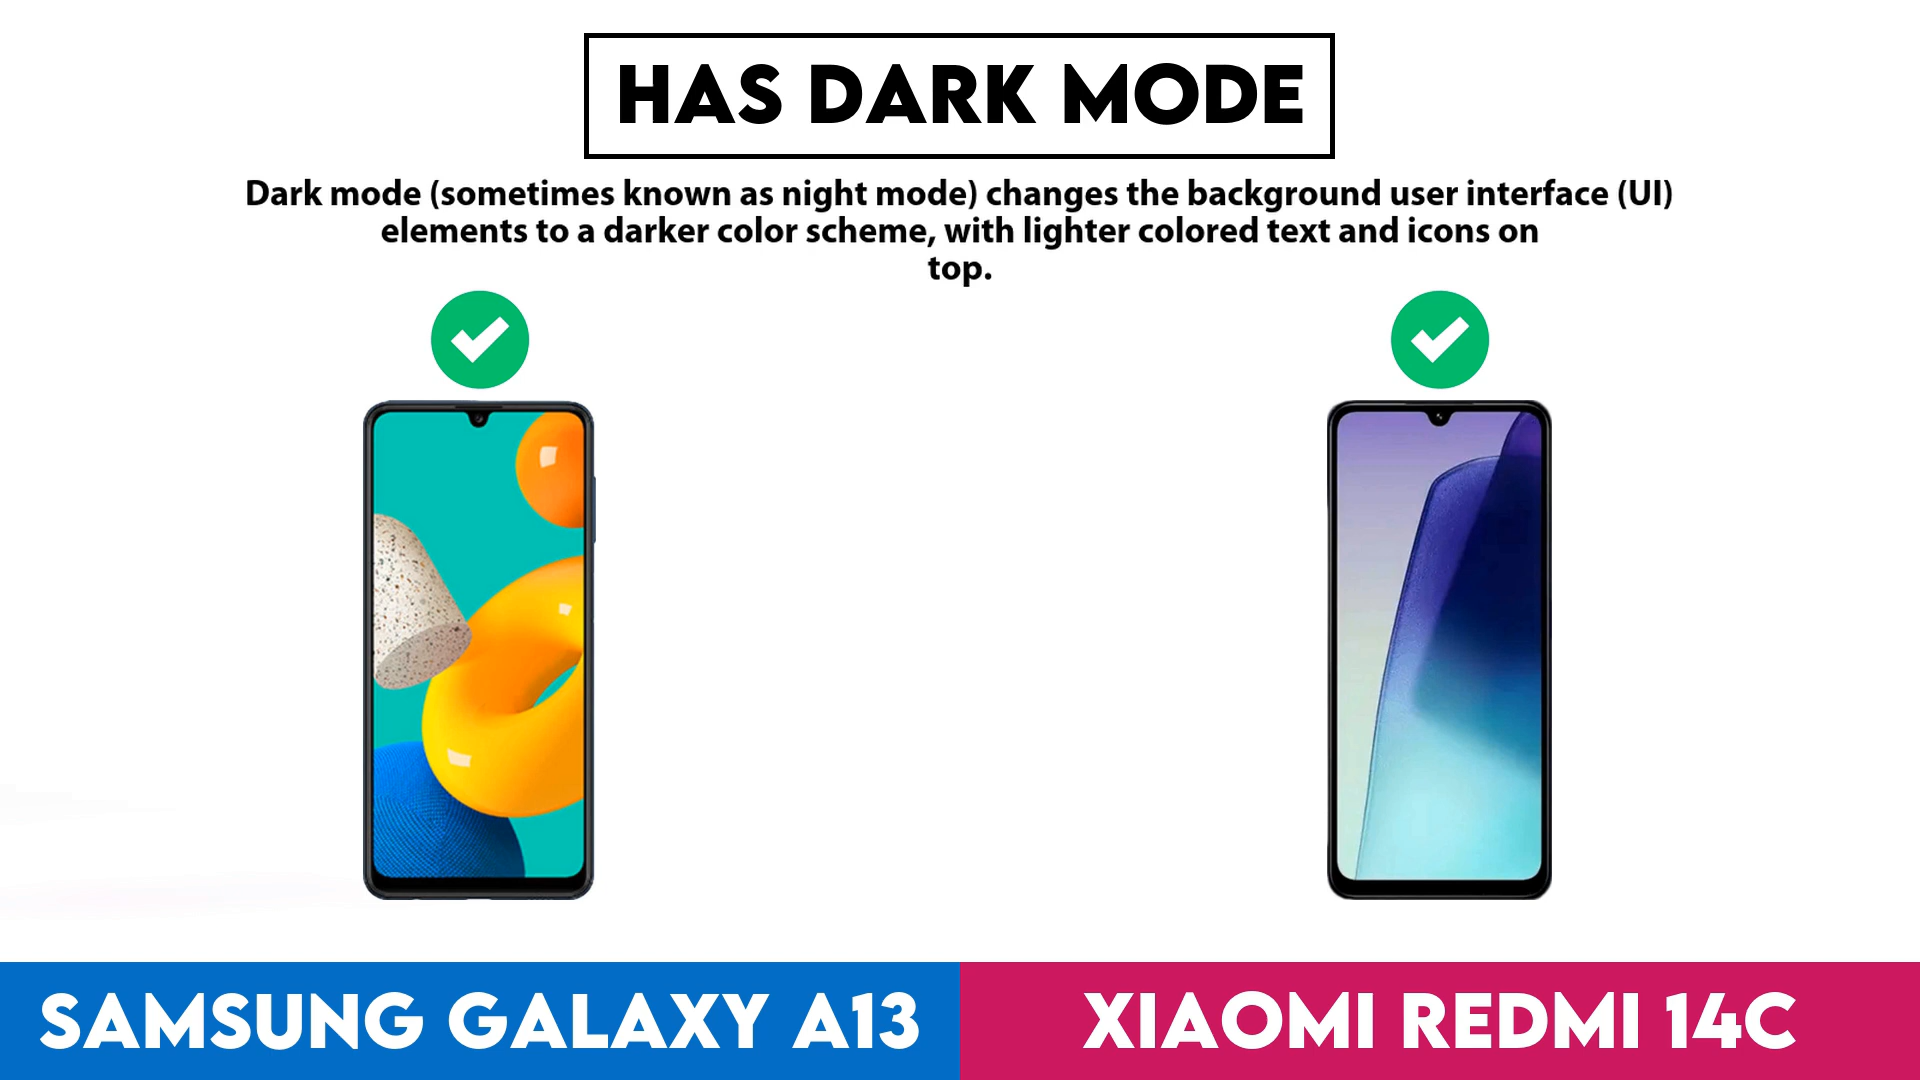 HAS DARK MODE
Dark mode (sometimes known as night mode) changes the background user interface (UI)
elements to a darker color scheme, with lighter colored text and icons on
top.
SAMSUNG GALAXY A13
XIAOMI REDMI 14C